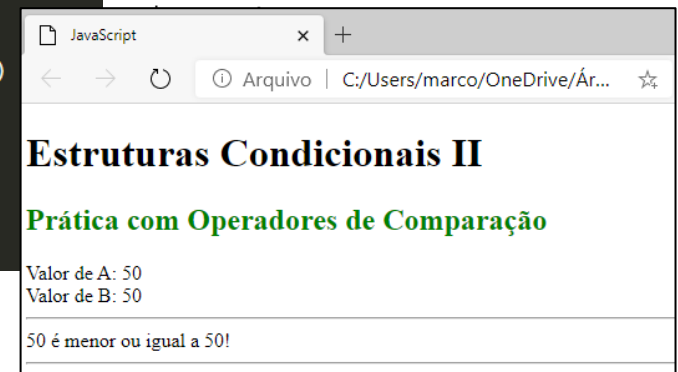 JavaScript
Arquivo | C:/Users/marco/OneDrive/Ár...
Estruturas Condicionais II
Prática com Operadores de Comparação
Valor de A: 50
Valor de B: 50
50 é menor ou igual a 50!